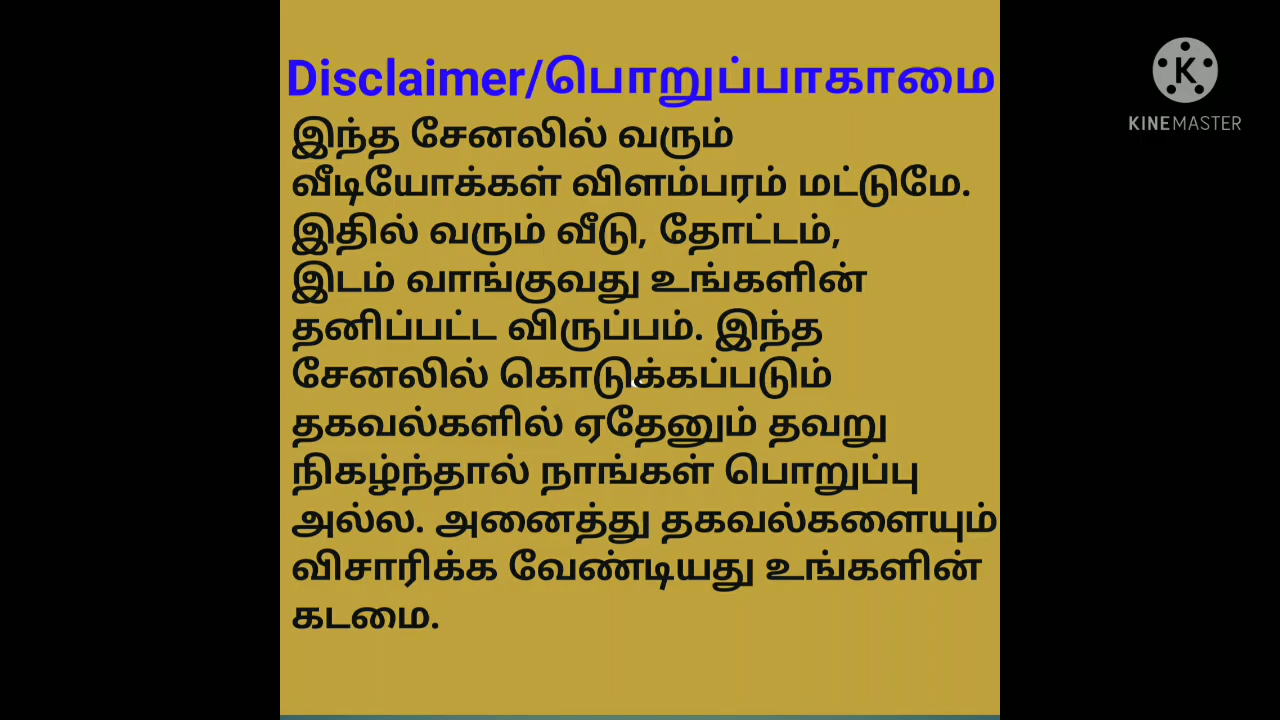 Disclaimer/பொறுப்பாகாமை
இந்த சேனலில் வரும்
வீடியோக்கள் விளம்பரம் மட்டுமே.
இதில் வரும் வீடு, தோட்டம்,
இடம் வாங்குவது உங்களின்
தனிப்பட்ட விருப்பம். இந்த
சேனலில் கொடுக்கப்படும்
தகவல்களில் ஏதேனும் தவறு
நிகழ்ந்தால் நாங்கள் பொறுப்பு
அல்ல. அனைத்து தகவல்களையும்
விசாரிக்க வேண்டியது உங்களின்
கடமை.
K
KINEMASTER